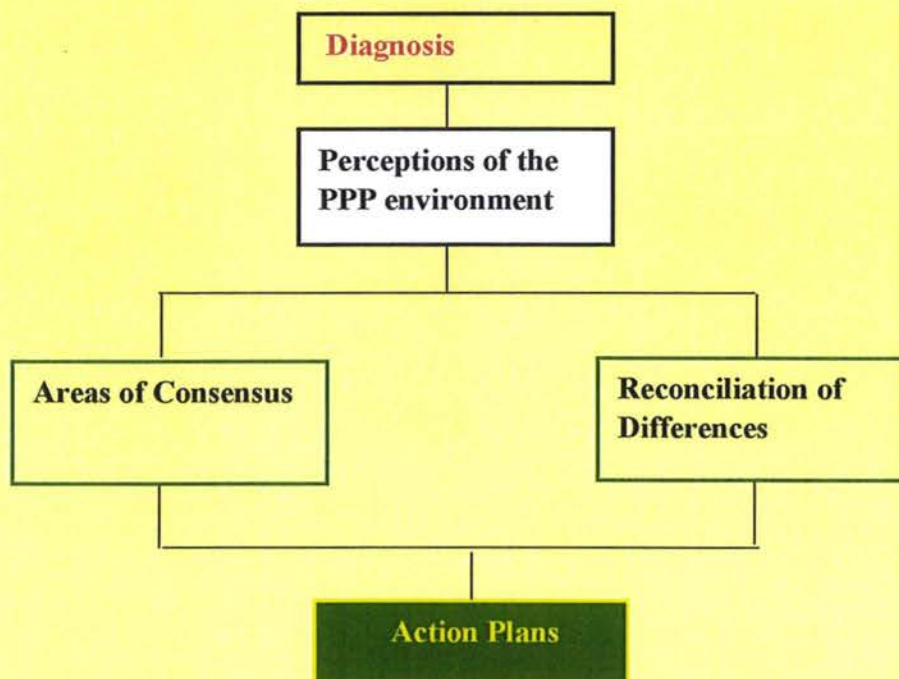 Diagnosis
Perceptions of the
PPP environment
Areas of Consensus
Reconciliation of
Differences
Action Plans